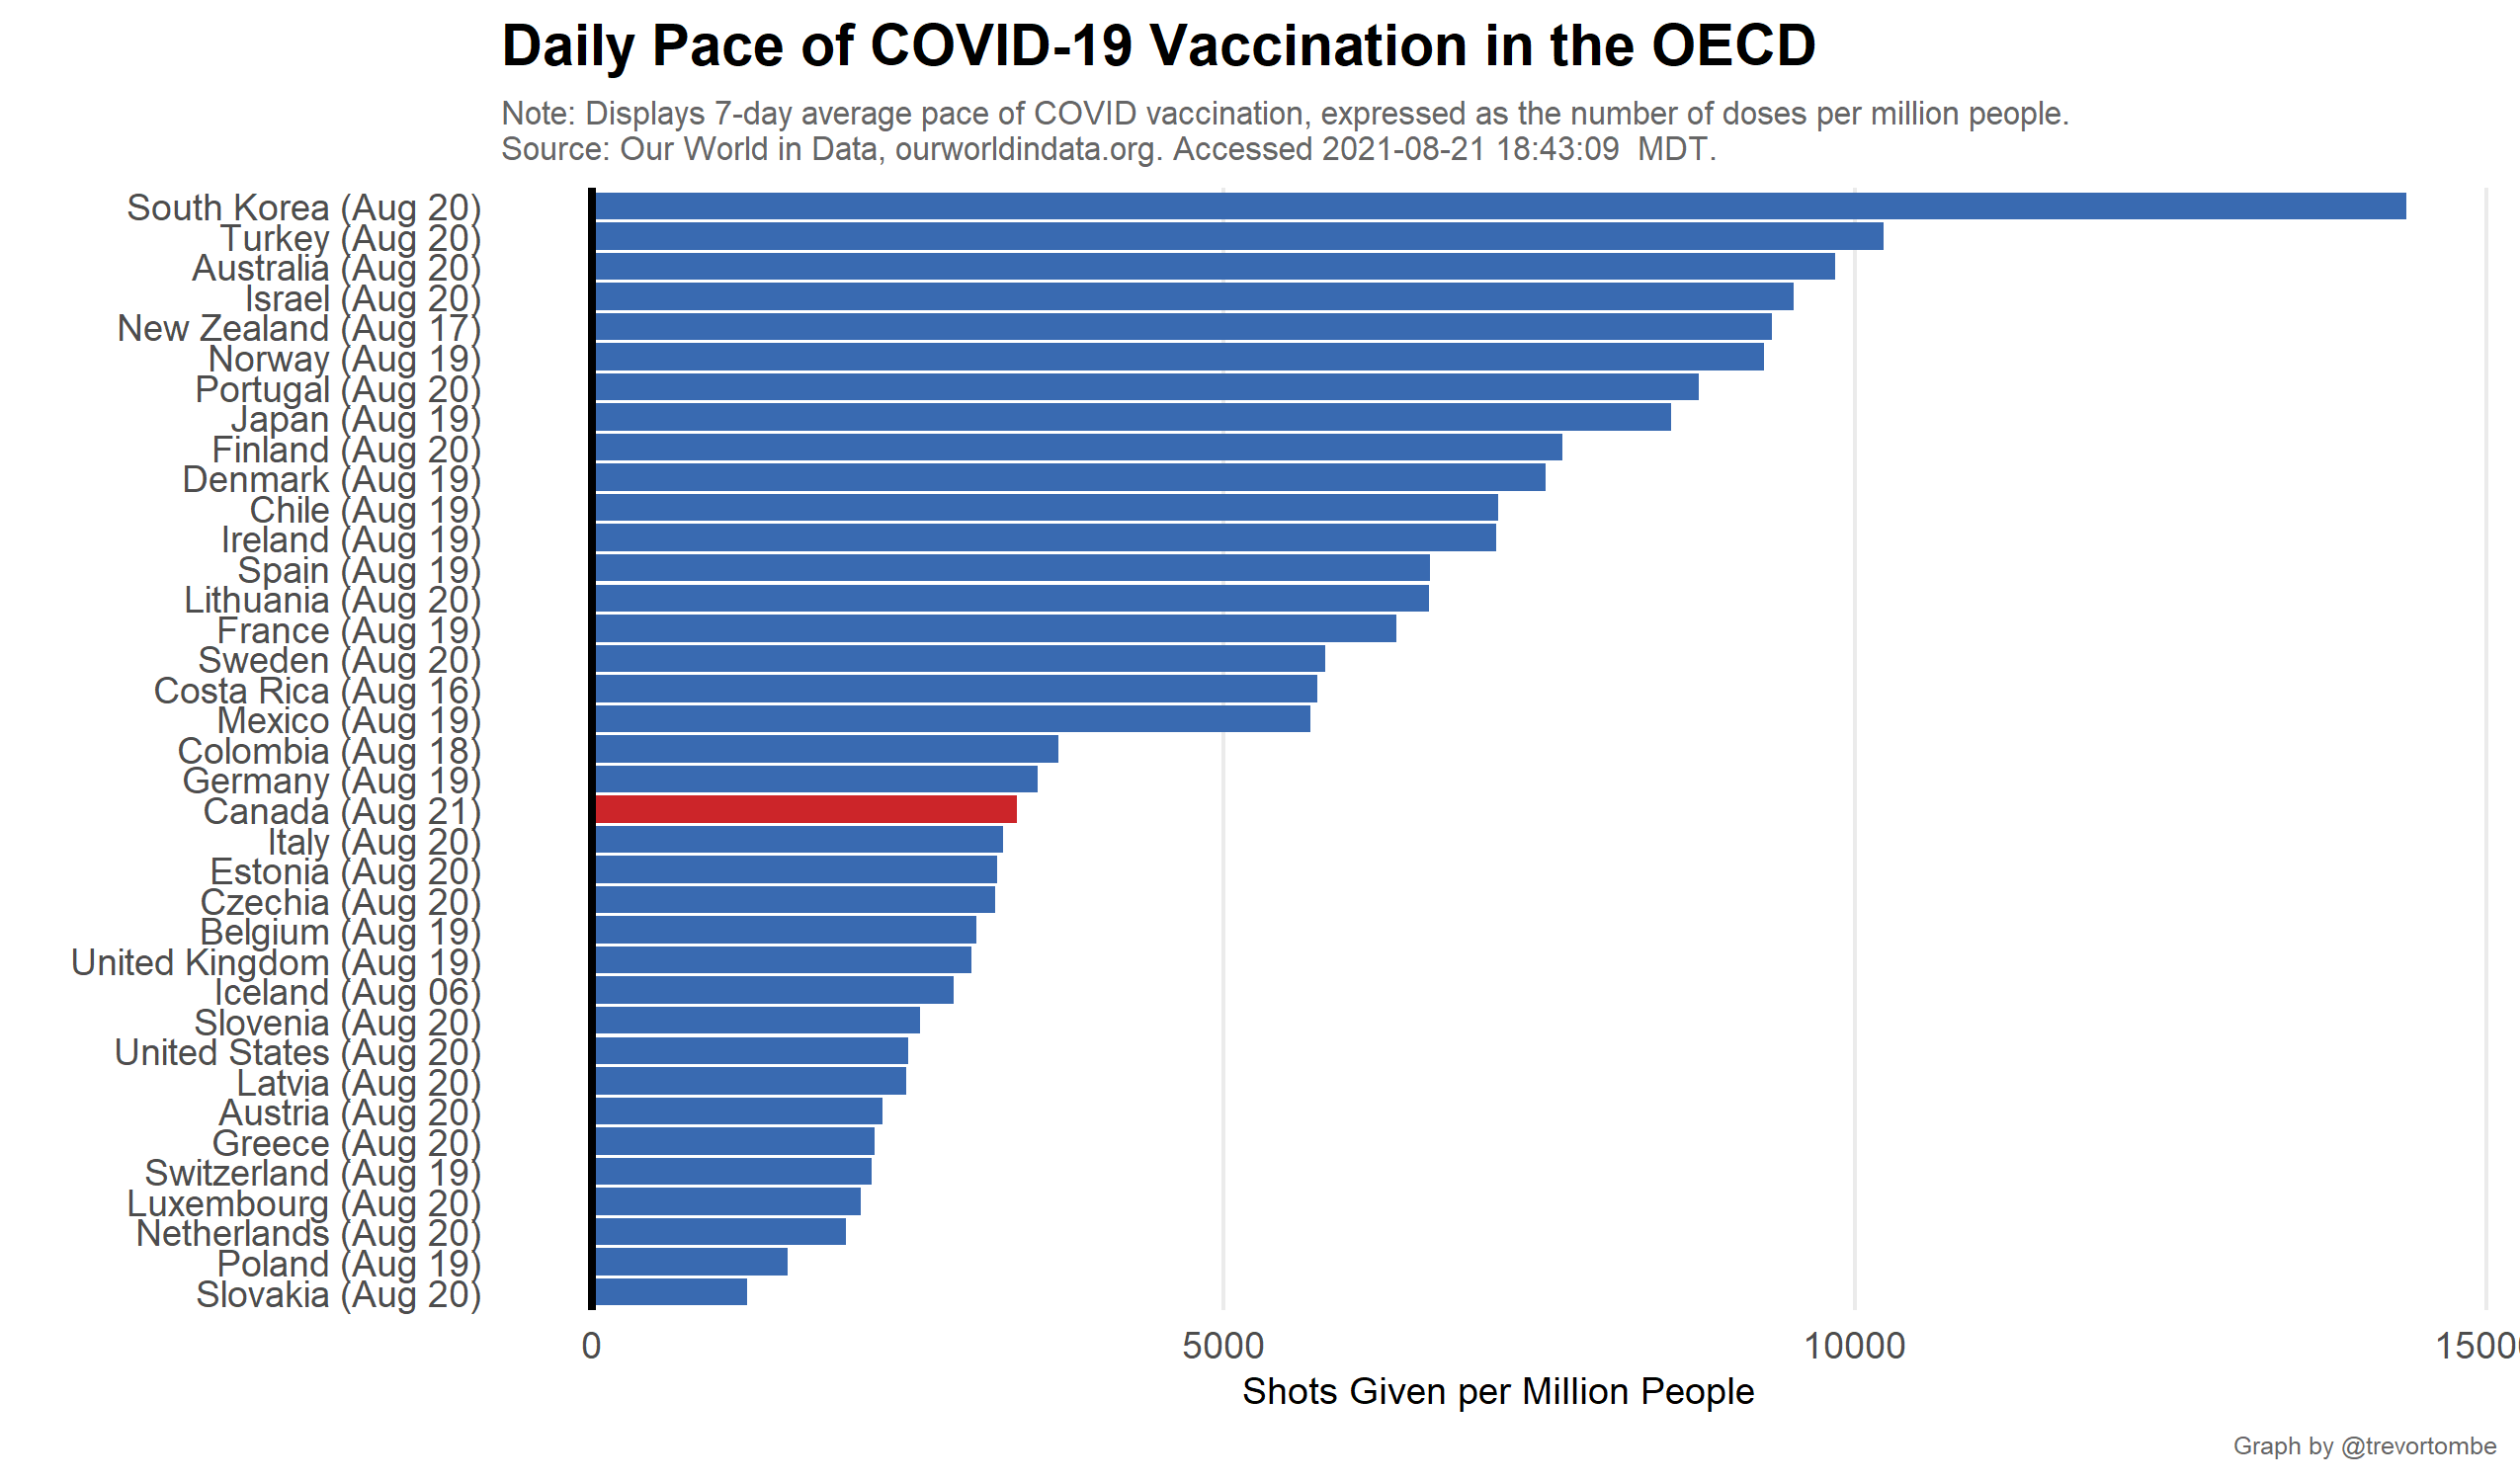 Daily Pace of COVID-19 Vaccination in the OECD
Note: Displays 7-day average pace of COVID vaccination, expressed as the number of doses per million people.
Source: Our World in Data, ourworldindata.org. Accessed 2021-08-21 18:43:09  MDT.
South Korea (Aug 20)
Turkey (Aug 20)
Australia (Aug 20)
Israel (Aug 20)
New Zealand (Aug 17)
Norway (Aug 19)
Portugal (Aug 20)
Japan (Aug 19)
Finland (Aug 20)
Denmark (Aug 19)
Chile (Aug 19)
Ireland (Aug 19)
Spain (Aug 19)
Lithuania (Aug 20)
France (Aug 19)
Sweden (Aug 20)
Costa Rica (Aug 16)
Mexico (Aug 19)
Colombia (Aug 18)
Germany (Aug 19)
Canada (Aug 21)
Italy (Aug 20)
Estonia (Aug 20)
Czechia (Aug 20)
Belgium (Aug 19)
United Kingdom (Aug 19)
Iceland (Aug 06)
Slovenia (Aug 20)
United States (Aug 20)
Latvia (Aug 20)
Austria (Aug 20)
Greece (Aug 20)
Switzerland (Aug 19)
Luxembourg (Aug 20)
Netherlands (Aug 20)
Poland (Aug 19)
Slovakia (Aug 20)
0 5000 10000 15000
Shots Given per Million People
Graph by @trevortombe